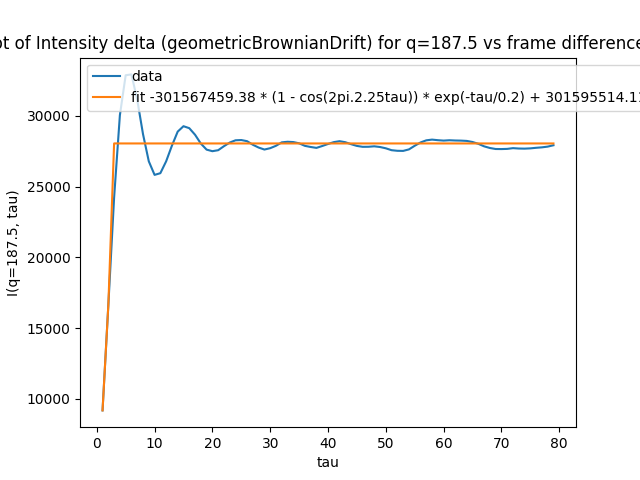 of Intensity delta (geometricBrownianDrift) for q=187.5 vs frame difference
data
fit -301567459.38 * (1 - cos(2pi.2.25tau)) * exp(-tau/0.2) + 301595514.1
30000
25000
20000
15000
10000
I(q=187.5, tau)
0 10 20 30 40 50 60 70 80
tau